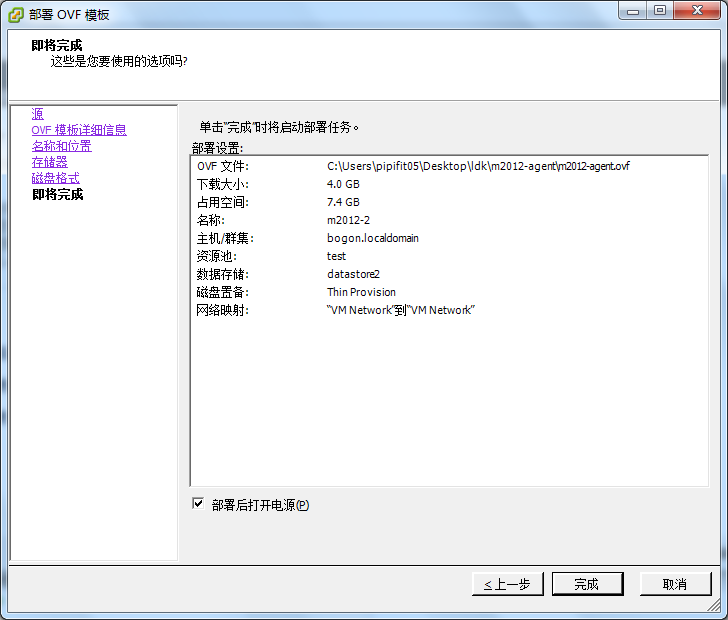 部署 OVF 模板
即将完成
这些是您要使用的选项吗?
源
OVF 模板详细信息
名称和位置
存储器
磁盘格式
即将完成
单击"完成"时将启动部署任务。
部署设置:
OVF 文件: C:\Users\pipifit05\Desktop\ldk\m2012-agent\m2012-agent.ovf
下载大小: 4.0 GB
占用空间: 7.4 GB
名称: m2012-2
主机/群集: bogon.localdomain
资源池: test
数据存储: datastore2
磁盘置备: Thin Provision
网络映射: “VM Network”到“VM Network”
部署后打开电源(P)
< 上一步 完成 取消